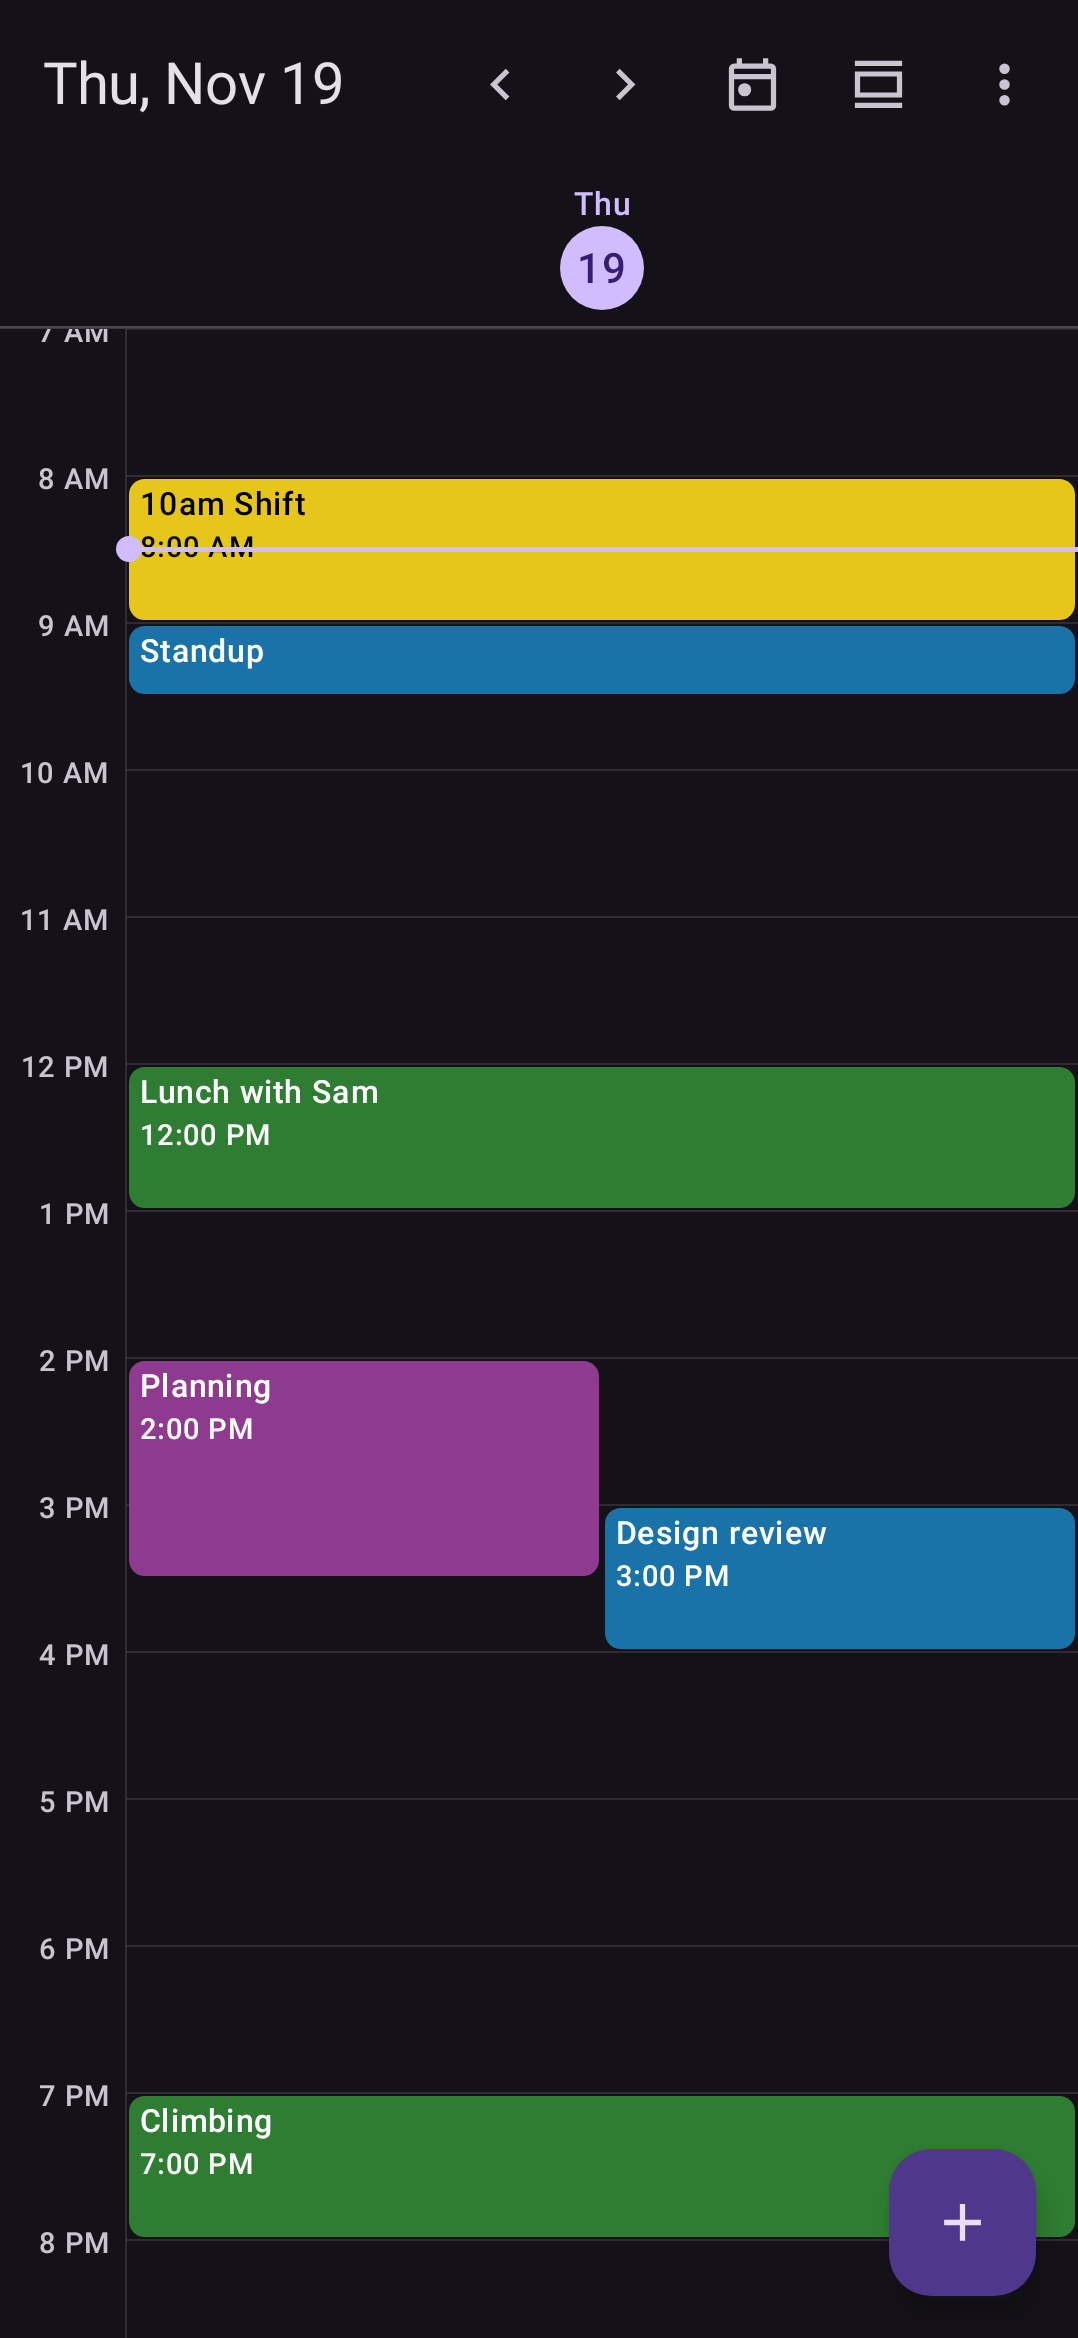 Thu, Nov 19
Thu
19
7 AM
8 AM
10am Shift
8:00 AM
9 AM
Standup
10 AM
11 AM
12 PM
Lunch with Sam
12:00 PM
1 PM
2 PM
Planning
2:00 PM
3 PM
Design review
3:00 PM
4 PM
5 PM
6 PM
7 PM
Climbing
7:00 PM
8 PM